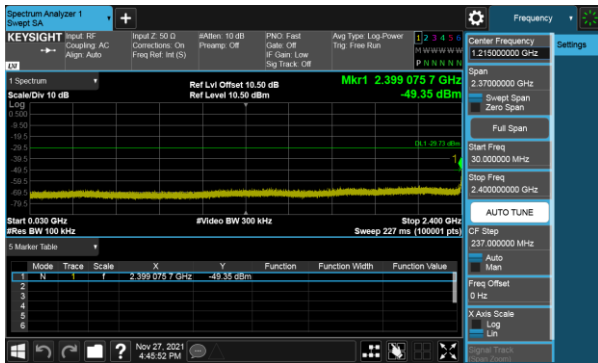 Spectrum Analyzer 1
Swept SA
+
Frequency
KEYSIGHT
Input: RF
Coupling: AC
Align: Auto
Input Z: 50 Ω
Corrections: On
Freq Ref: Int (S)
#Atten: 10 dB
Preamp: Off
PNO: Fast
Gate: Off
IF Gain: Low
Sig Track: Off
Avg Type: Log-Power
Trig: Free Run
1 2 3 4 5 6
M W W W W W
P N N N N N
Center Frequency
1.215000000 GHz
Settings
Span
2.37000000 GHz
Swept Span
Zero Span
Full Span
Start Freq
30.000000 MHz
Stop Freq
2.400000000 GHz
AUTO TUNE
CF Step
237.000000 MHz
Auto
Man
Freq Offset
0 Hz
X Axis Scale
Log
Lin
Signal Track
(Span Zoom)
1 Spectrum
Scale/Div 10 dB
Ref Lvl Offset 10.50 dB
Ref Level 10.50 dBm
Mkr1 2.399 075 7 GHz
-49.35 dBm
Log
0.500
-9.50
-19.5
-29.5
-39.5
-49.5
-59.5
-69.5
-79.5
DL1 -29.73 dBm
1
Start 0.030 GHz
#Res BW 100 kHz
#Video BW 300 kHz
Stop 2.400 GHz
Sweep 227 ms (100001 pts)
5 Marker Table
Mode Trace Scale X Y Function Function Width Function Value
1 N 1 f 2.399 075 7 GHz -49.35 dBm
2
3
4
5
6
?
Nov 27, 2021
4:45:52 PM